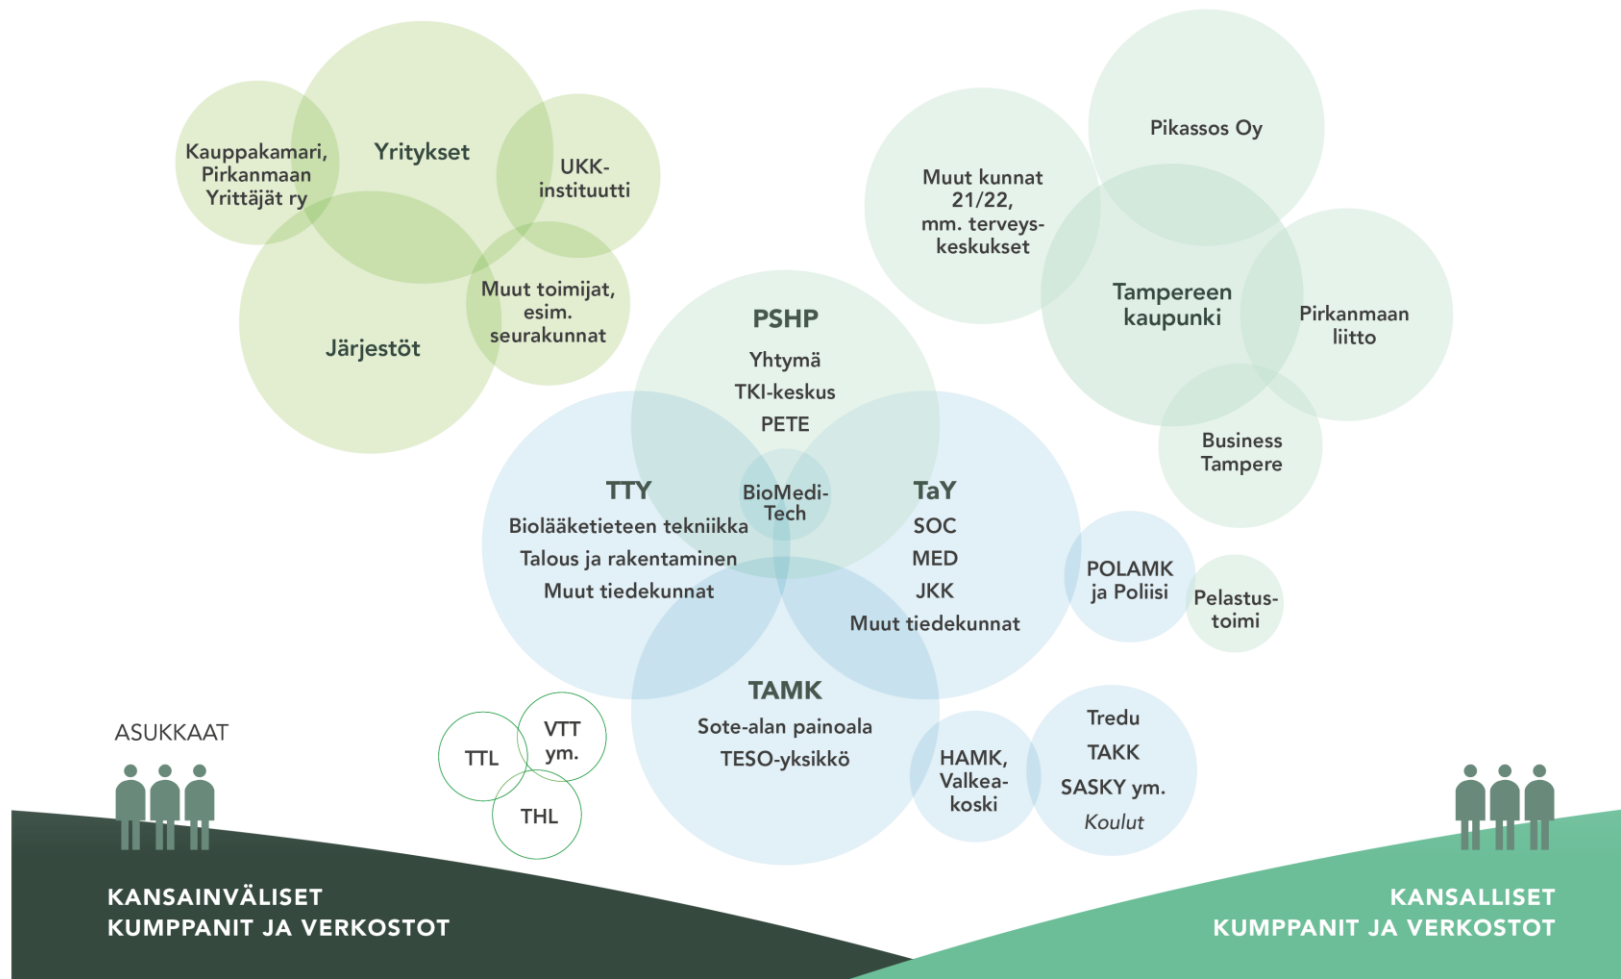 Kauppakamari,
Pirkanmaan
Yrittäjät ry
Yritykset
UKK-
instituutti
Muut toimijat,
esim.
seurakunnat
Järjestöt
Pikassos Oy
Muut kunnat
21/22,
mm. terveys-
keskukset
Tampereen
kaupunki
Pirkanmaan
liitto
Business
Tampere
PSHP
Yhtymä
TKI-keskus
PETE
BioMedi-
Tech
TTY
Biolääketieteen tekniikka
Talous ja rakentaminen
Muut tiedekunnat
TaY
SOC
MED
JKK
Muut tiedekunnat
POLAMK
ja Poliisi
Pelastus-
toimi
TAMK
Sote-alan painoala
TESO-yksikkö
HAMK,
Valkea-
koski
Tredu
TAKK
SASKY ym.
Koulut
TTL
VTT
ym.
THL
ASUKKAAT
KANSAINVÄLISET
KUMPPANIT JA VERKOSTOT
KANSALLISET
KUMPPANIT JA VERKOSTOT